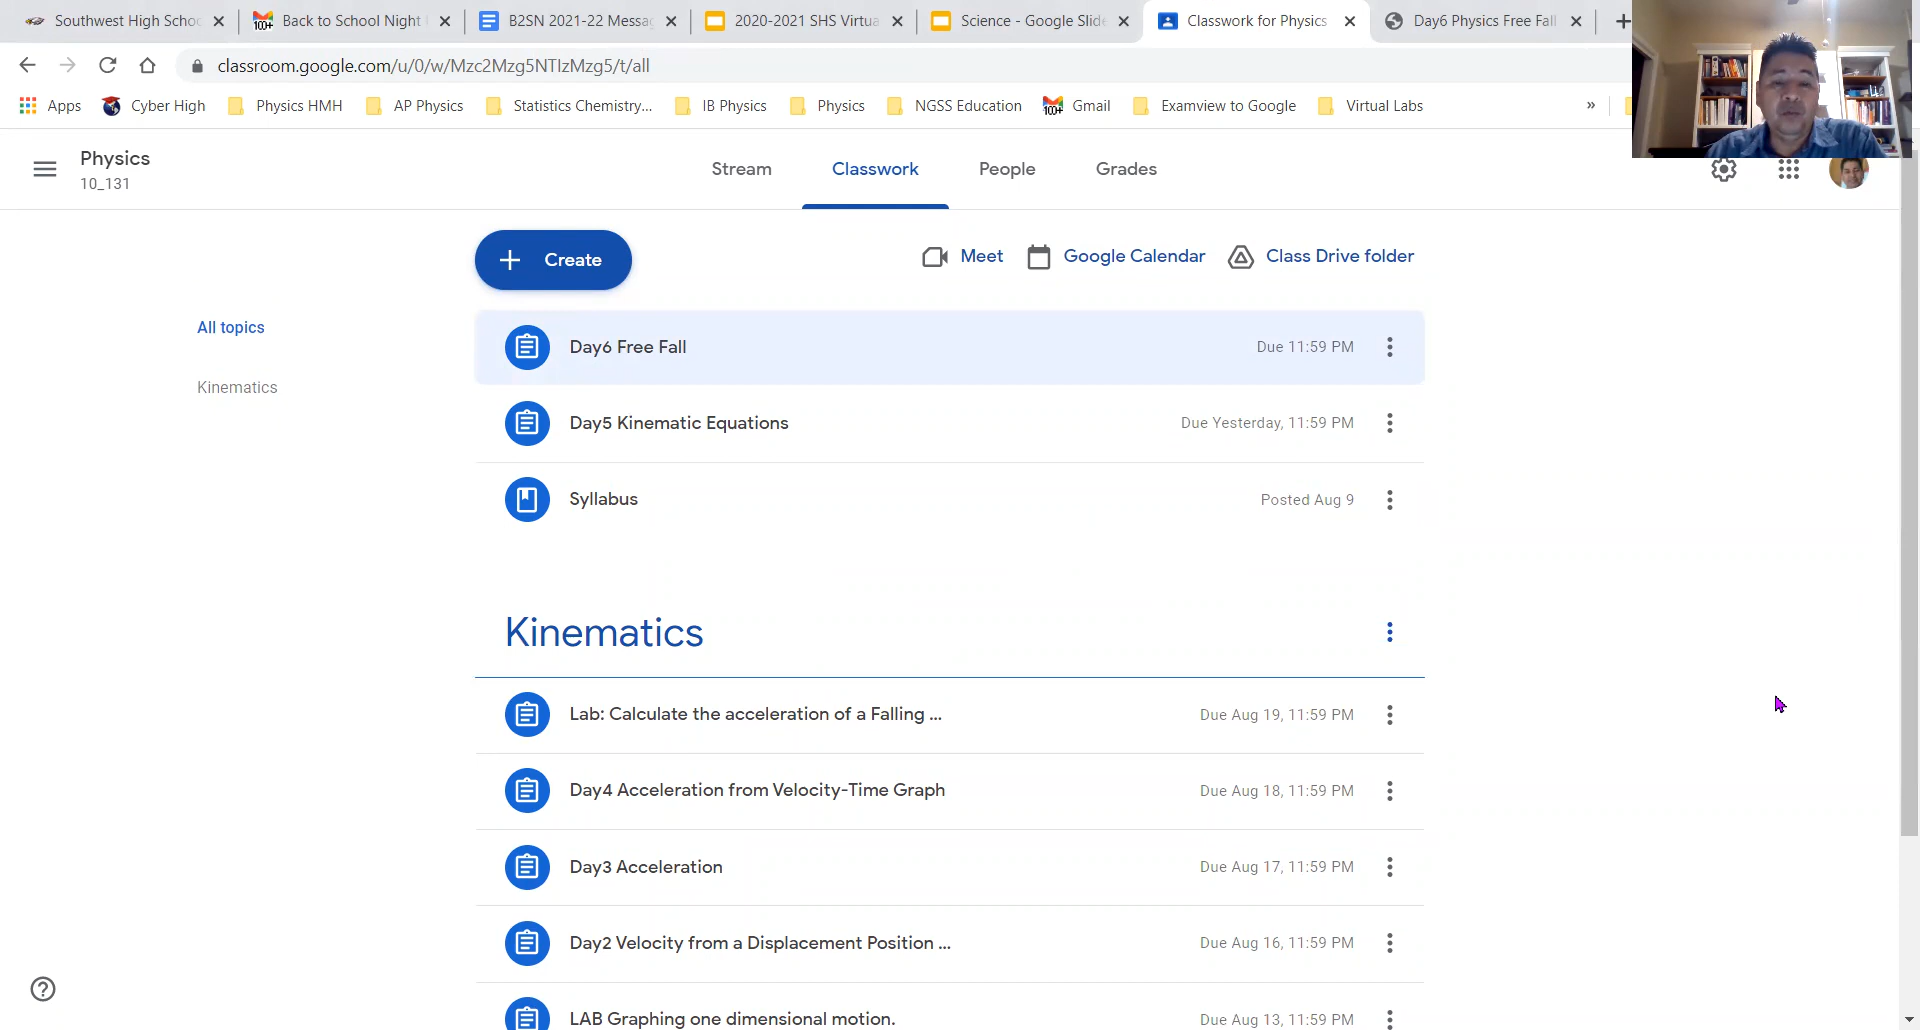 Southwest High Schoo
Back to School Night
B2SN 2021-22 Messa
2020-2021 SHS Virtua
Science - Google Slide
Classwork for Physics
Day6 Physics Free Fall
classroom.google.com/u/0/w/Mzc2Mzg5NTIzMzg5/t/all
Apps
Cyber High
Physics HMH
AP Physics
Statistics Chemistry...
IB Physics
Physics
NGSS Education
100+
Gmail
Examview to Google
Virtual Labs
»
Physics
10_131
Stream
Classwork
People
Grades
+ Create
Meet
Google Calendar
Class Drive folder
All topics
Kinematics
Day6 Free Fall
Due 11:59 PM
Day5 Kinematic Equations
Due Yesterday, 11:59 PM
Syllabus
Posted Aug 9
Kinematics
Lab: Calculate the acceleration of a Falling ...
Due Aug 19, 11:59 PM
Day4 Acceleration from Velocity-Time Graph
Due Aug 18, 11:59 PM
Day3 Acceleration
Due Aug 17, 11:59 PM
Day2 Velocity from a Displacement Position ...
Due Aug 16, 11:59 PM
LAB Graphing one dimensional motion.
Due Aug 13, 11:59 PM